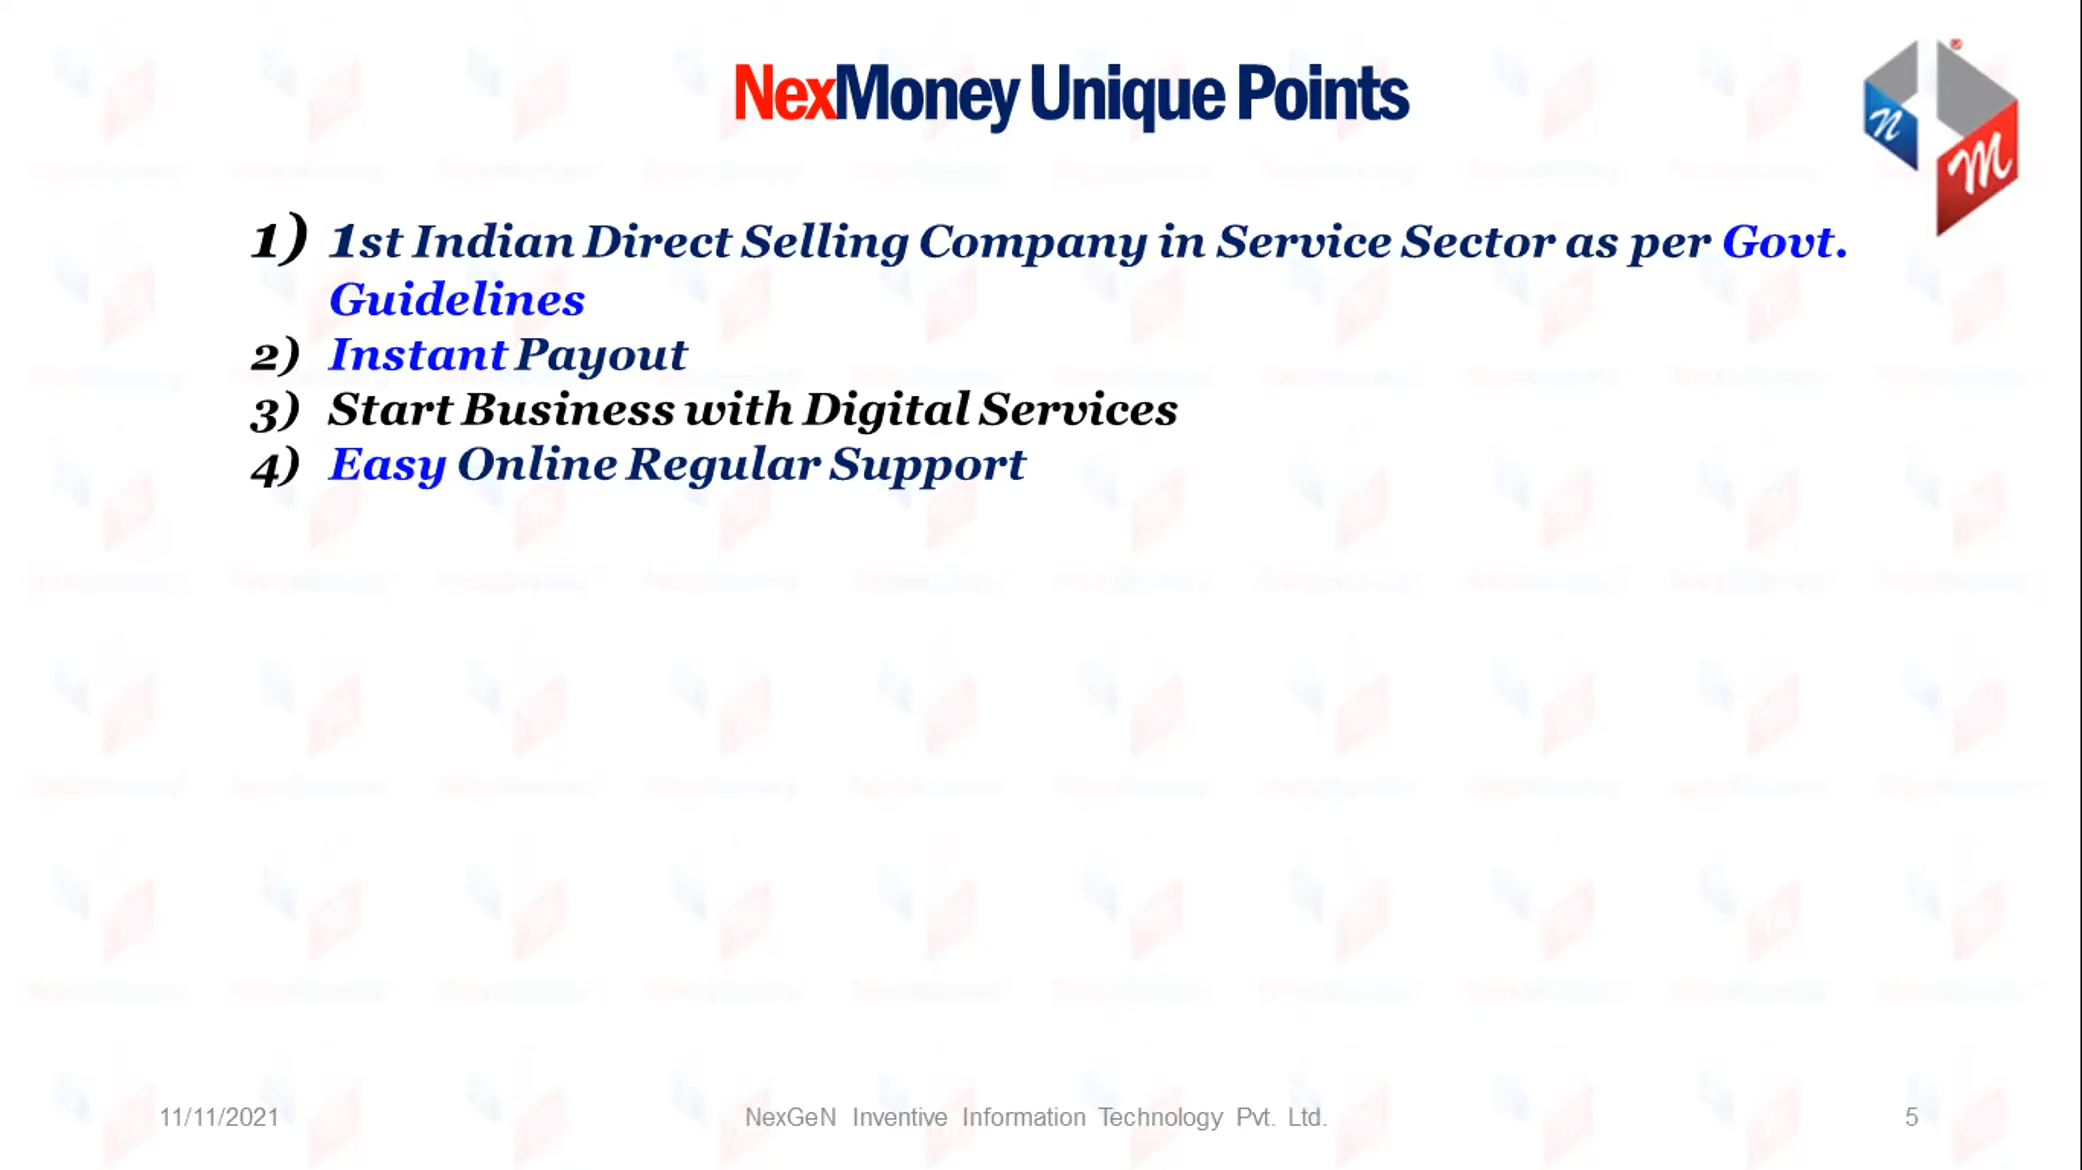 NexMoney Unique Points
n
M
®
1) 1st Indian Direct Selling Company in Service Sector as per Govt.
Guidelines
2) Instant Payout
3) Start Business with Digital Services
4) Easy Online Regular Support
11/11/2021 NexGeN Inventive Information Technology Pvt. Ltd. 5